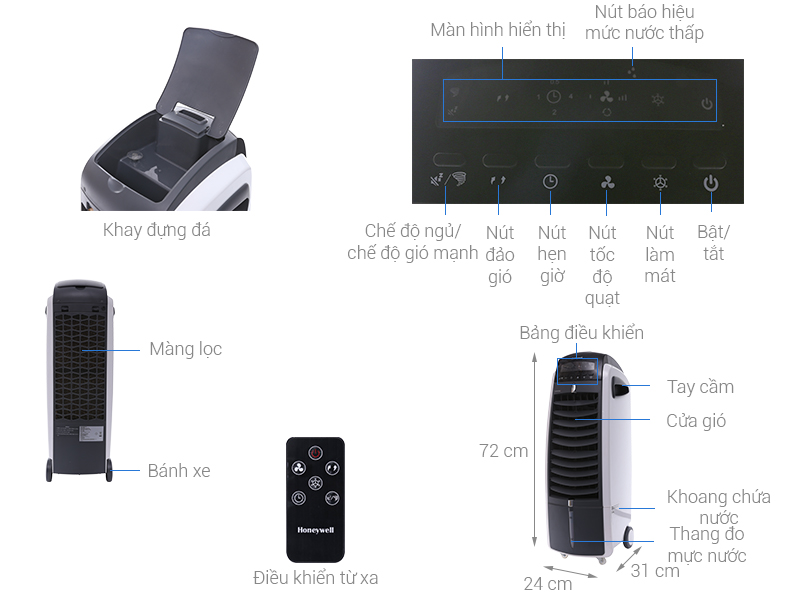 Nút báo hiệu
mức nước thấp
Màn hình hiển thị
Khay đựng đá
Chế độ ngủ/
chế độ gió mạnh
Nút
đảo
gió
Nút
hẹn
giờ
Nút
tốc
độ
quạt
Nút
làm
mát
Bật/
tắt
Màng lọc
Bánh xe
Honeywell
Điều khiển từ xa
Bảng điều khiển
Tay cầm
Cửa gió
72 cm
Khoang chứa
nước
Thang đo
mực nước
31 cm
24 cm